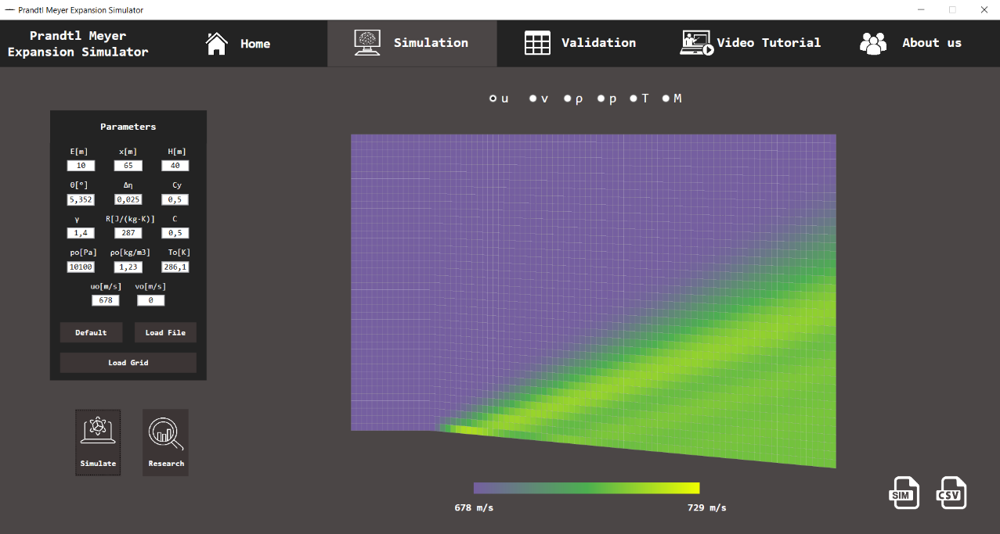 Prandtl Meyer Expansion Simulator
Prandtl Meyer
Expansion Simulator
Home
Simulation
Validation
Video Tutorial
About us
u v ρ p T M
Parameters
E[m] x[m] H[m]
10 65 40
θ[º] Δη Cy
5,352 0,025 0,5
γ R[J/(kg·K)] C
1,4 287 0,5
po[Pa] ρo[kg/m3] To[K]
10100 1,23 286,1
uo[m/s] vo[m/s]
678 0
Default Load File
Load Grid
Simulate Research
678 m/s 729 m/s
SIM CSV